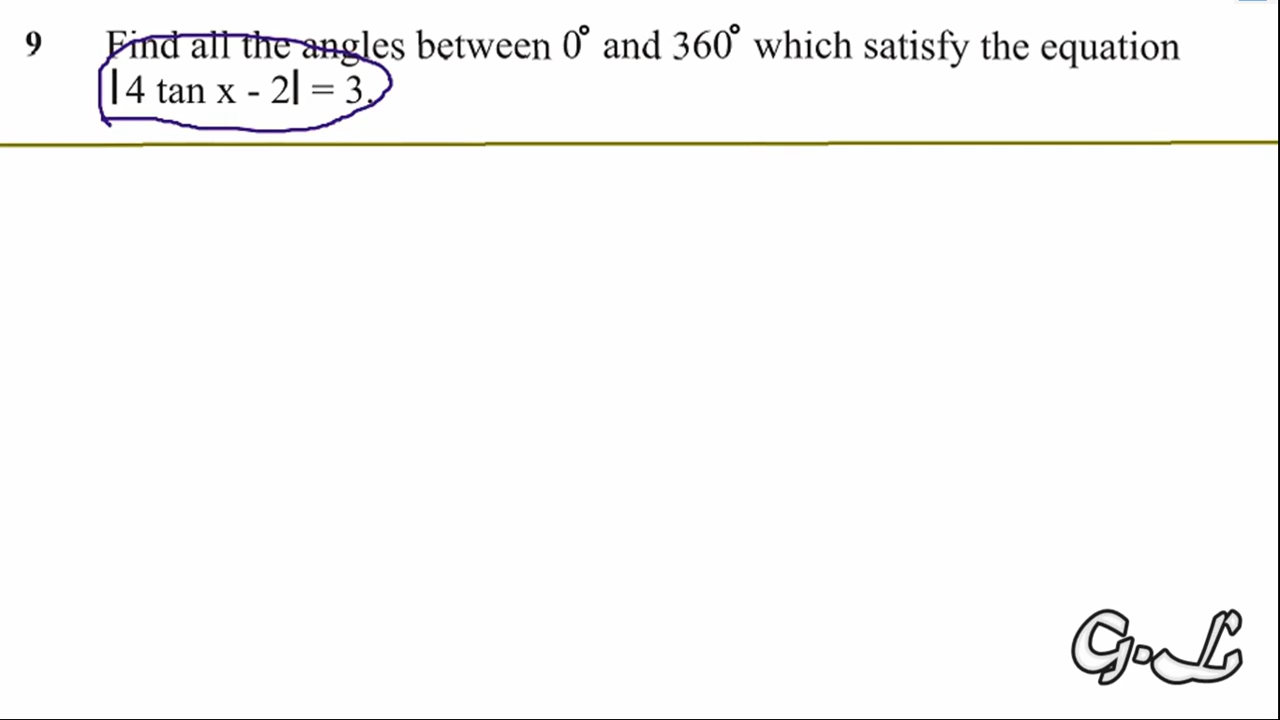 9 Find all the angles between 0° and 360° which satisfy the equation
|4 tan x - 2| = 3.
G.L